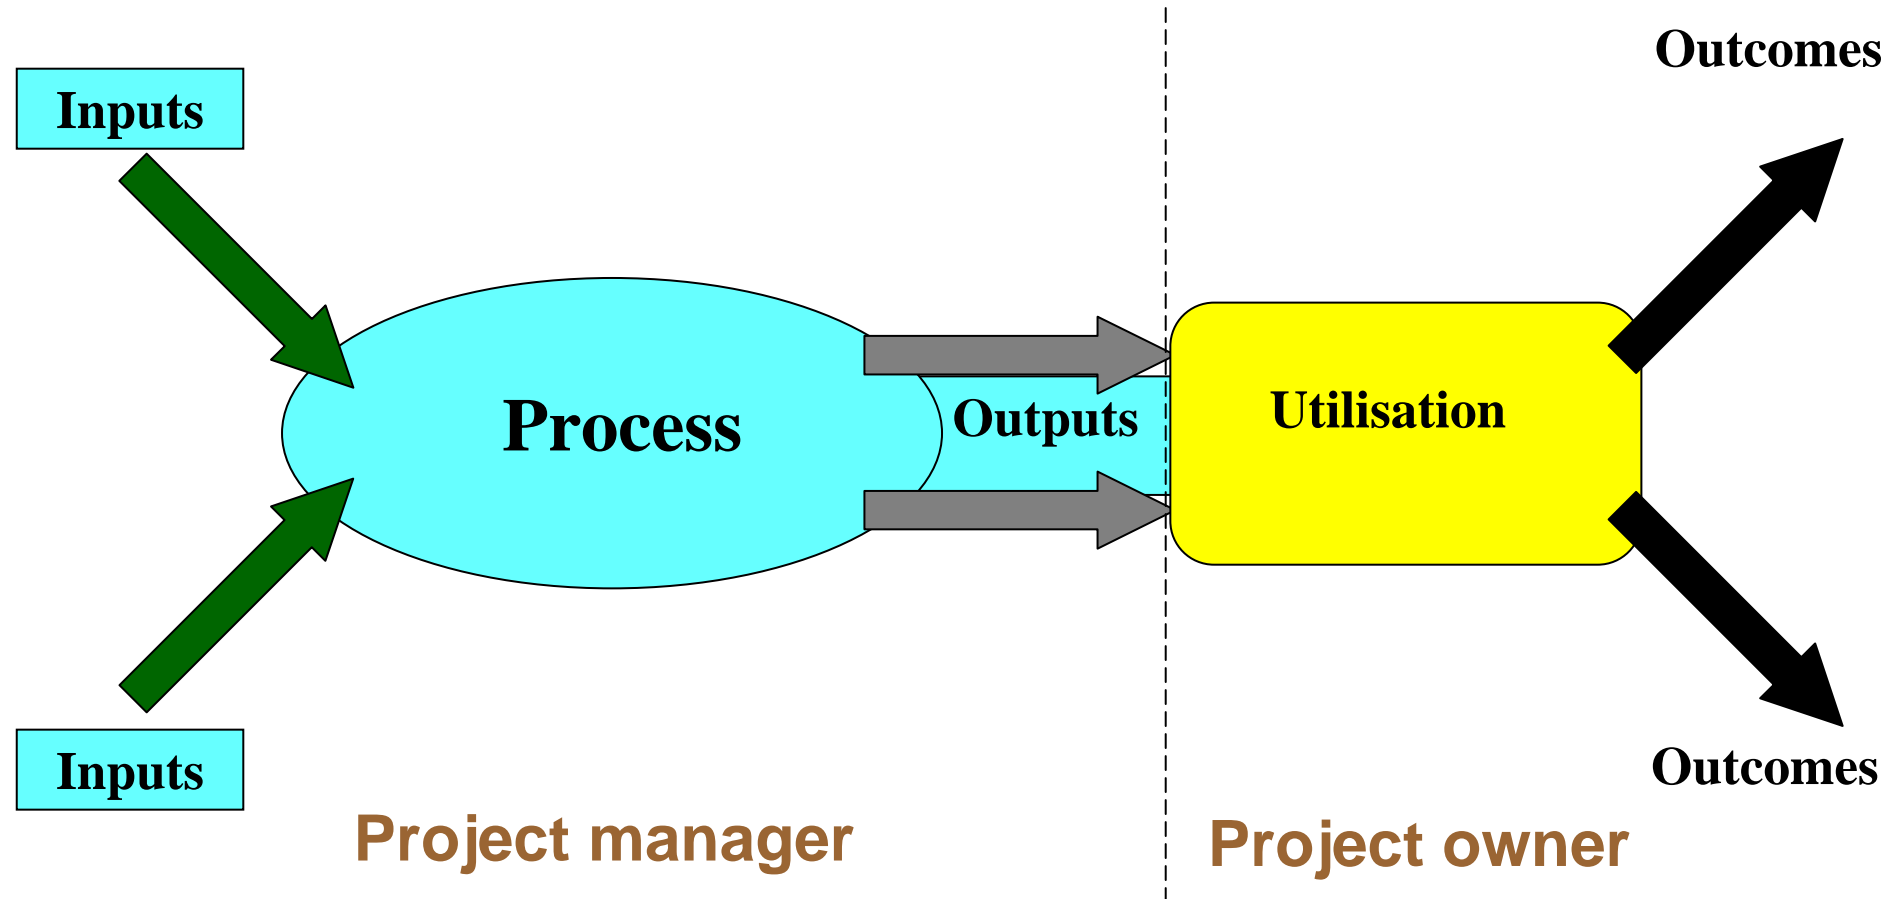 Outcomes
Inputs
Process
Outputs
Utilisation
Inputs
Outcomes
Project manager
Project owner